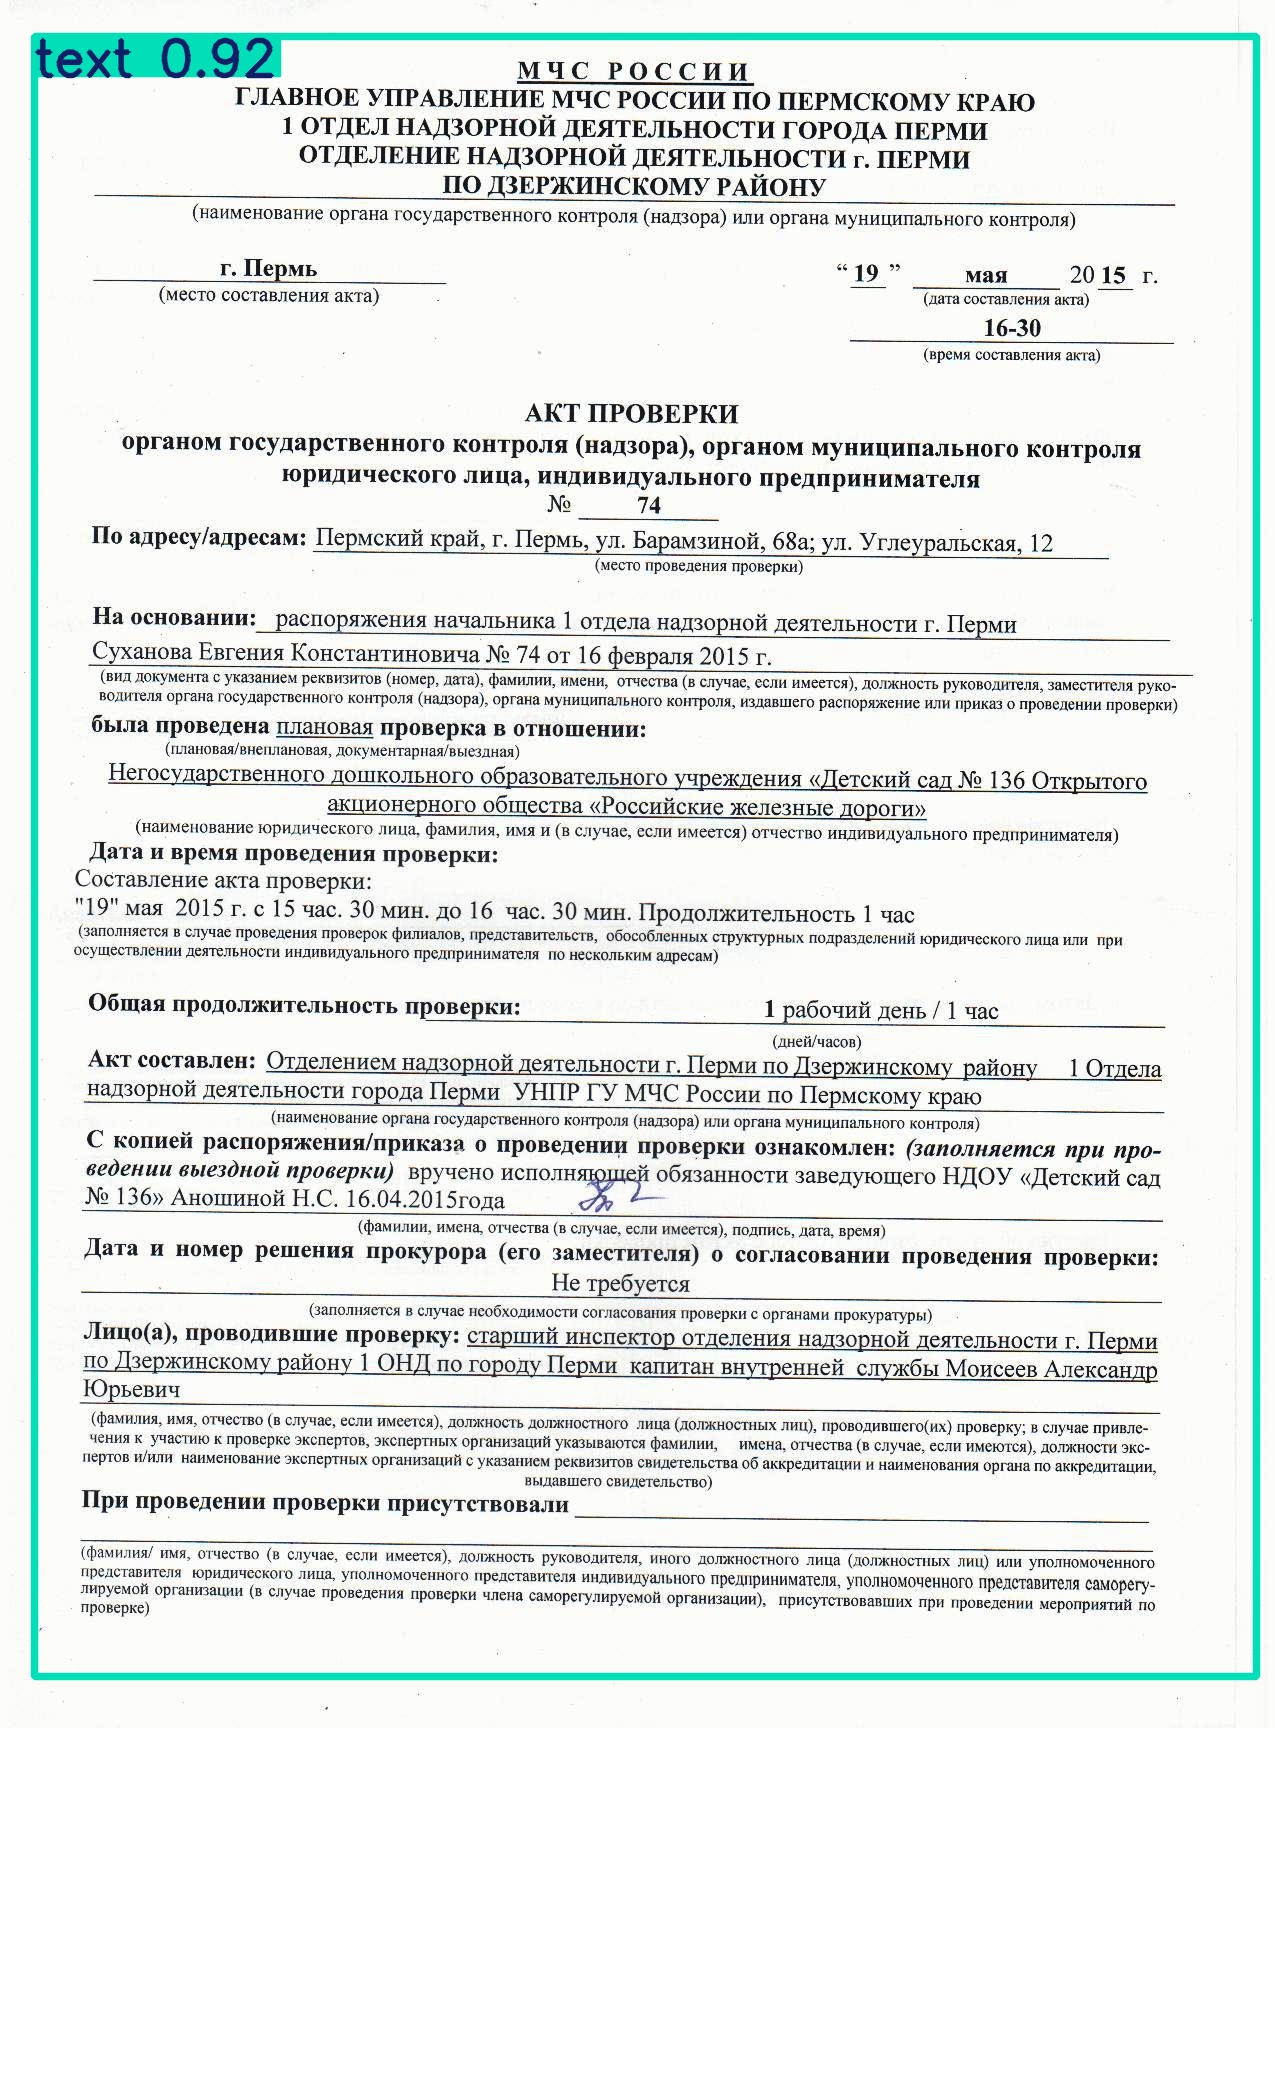 text 0.92
МЧС РОССИИ
ГЛАВНОЕ УПРАВЛЕНИЕ МЧС РОССИИ ПО ПЕРМСКОМУ КРАЮ
1 ОТДЕЛ НАДЗОРНОЙ ДЕЯТЕЛЬНОСТИ ГОРОДА ПЕРМИ
ОТДЕЛЕНИЕ НАДЗОРНОЙ ДЕЯТЕЛЬНОСТИ г. ПЕРМИ
ПО ДЗЕРЖИНСКОМУ РАЙОНУ
(наименование органа государственного контроля (надзора) или органа муниципального контроля)
г. Пермь “ 19 ” мая 20 15 г.
(место составления акта) (дата составления акта)
16-30
(время составления акта)
АКТ ПРОВЕРКИ
органом государственного контроля (надзора), органом муниципального контроля
юридического лица, индивидуального предпринимателя
№ 74
По адресу/адресам: Пермский край, г. Пермь, ул. Барамзиной, 68а; ул. Углеуральская, 12
(место проведения проверки)
На основании: распоряжения начальника 1 отдела надзорной деятельности г. Перми
Суханова Евгения Константиновича № 74 от 16 февраля 2015 г.
(вид документа с указанием реквизитов (номер, дата), фамилии, имени, отчества (в случае, если имеется), должность руководителя, заместителя руко-
водителя органа государственного контроля (надзора), органа муниципального контроля, издавшего распоряжение или приказ о проведении проверки)
была проведена плановая проверка в отношении:
(плановая/внеплановая, документарная/выездная)
Негосударственного дошкольного образовательного учреждения «Детский сад № 136 Открытого
акционерного общества «Российские железные дороги»
(наименование юридического лица, фамилия, имя и (в случае, если имеется) отчество индивидуального предпринимателя)
Дата и время проведения проверки:
Составление акта проверки:
"19" мая 2015 г. с 15 час. 30 мин. до 16 час. 30 мин. Продолжительность 1 час
(заполняется в случае проведения проверок филиалов, представительств, обособленных структурных подразделений юридического лица или при
осуществлении деятельности индивидуального предпринимателя по нескольким адресам)
Общая продолжительность проверки: 1 рабочий день / 1 час
(дней/часов)
Акт составлен: Отделением надзорной деятельности г. Перми по Дзержинскому району 1 Отдела
надзорной деятельности города Перми УНПР ГУ МЧС России по Пермскому краю
(наименование органа государственного контроля (надзора) или органа муниципального контроля)
С копией распоряжения/приказа о проведении проверки ознакомлен: (заполняется при про-
ведении выездной проверки) вручено исполняющей обязанности заведующего НДОУ «Детский сад
№ 136» Аношиной Н.С. 16.04.2015года
(фамилии, имена, отчества (в случае, если имеется), подпись, дата, время)
Дата и номер решения прокурора (его заместителя) о согласовании проведения проверки:
Не требуется
(заполняется в случае необходимости согласования проверки с органами прокуратуры)
Лицо(а), проводившие проверку: старший инспектор отделения надзорной деятельности г. Перми
по Дзержинскому району 1 ОНД по городу Перми капитан внутренней службы Моисеев Александр
Юрьевич
(фамилия, имя, отчество (в случае, если имеется), должность должностного лица (должностных лиц), проводившего(их) проверку; в случае привле-
чения к участию к проверке экспертов, экспертных организаций указываются фамилии, имена, отчества (в случае, если имеются), должности экс-
пертов и/или наименование экспертных организаций с указанием реквизитов свидетельства об аккредитации и наименования органа по аккредитации,
выдавшего свидетельство)
При проведении проверки присутствовали
(фамилия/ имя, отчество (в случае, если имеется), должность руководителя, иного должностного лица (должностных лиц) или уполномоченного
представителя юридического лица, уполномоченного представителя индивидуального предпринимателя, уполномоченного представителя саморегу-
лируемой организации (в случае проведения проверки члена саморегулируемой организации), присутствовавших при проведении мероприятий по
проверке)